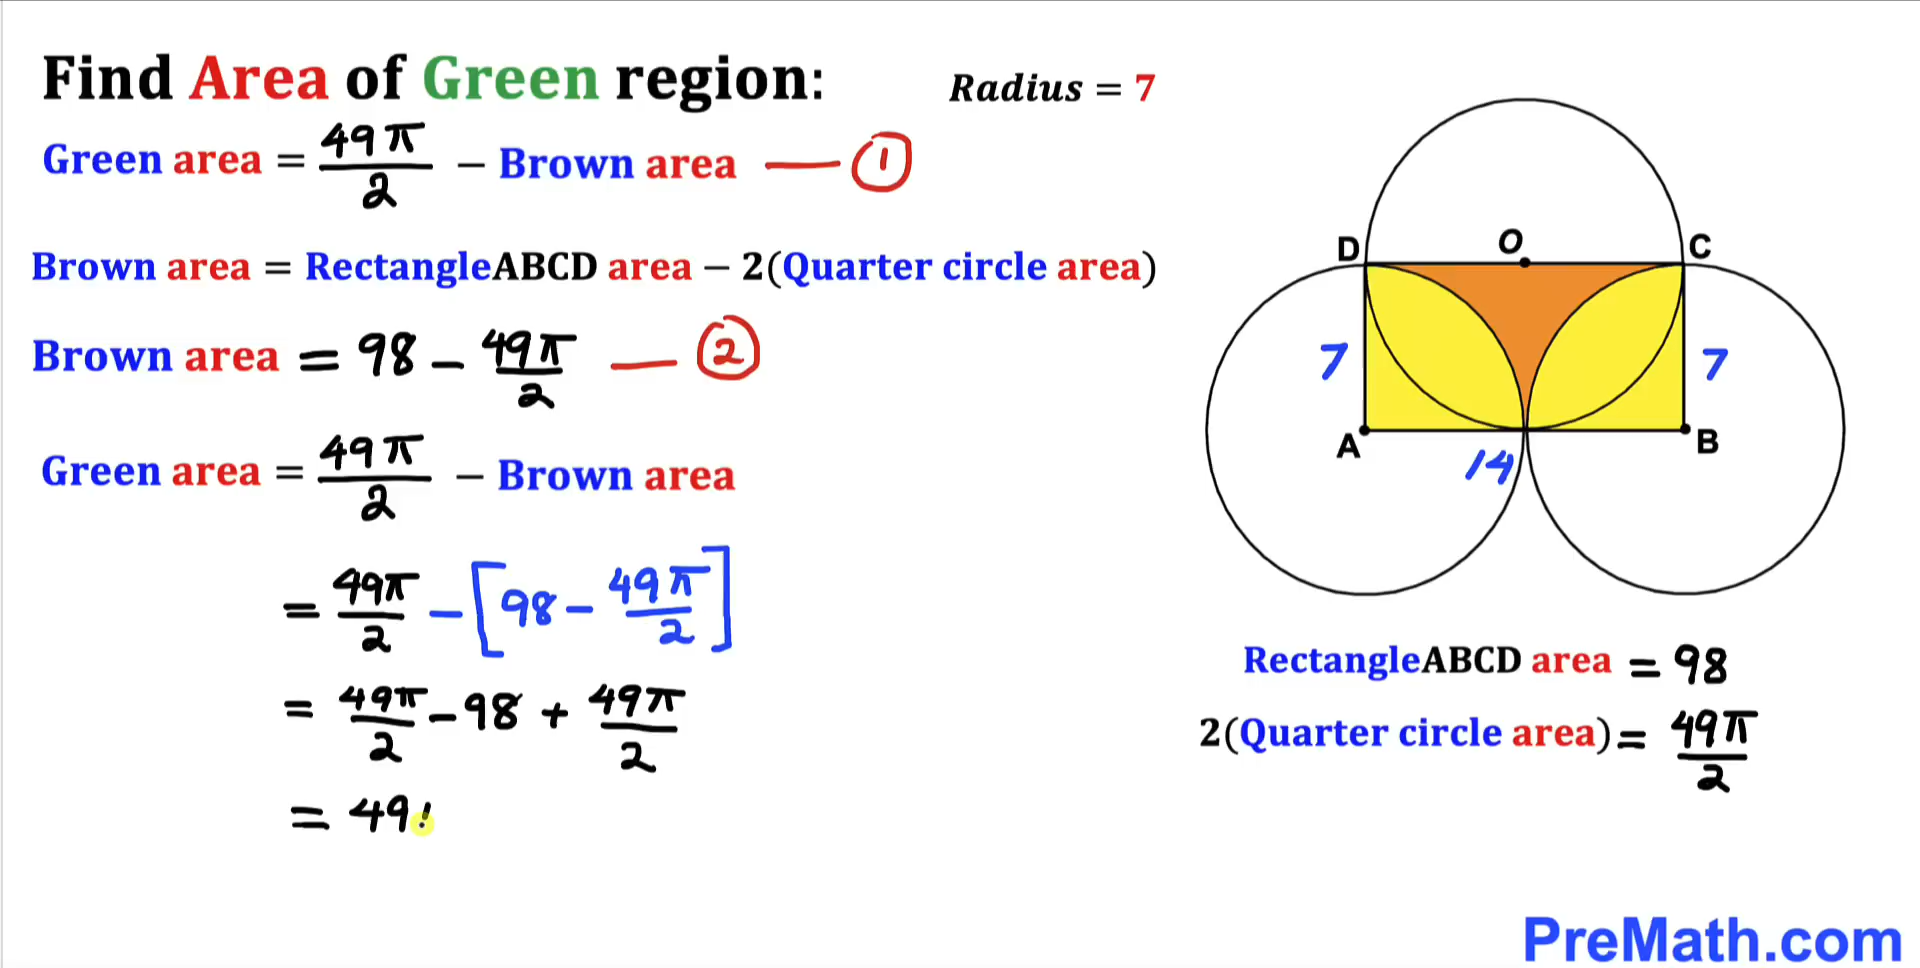 Find Area of Green region:
Radius = 7
Green area = 49π/2 − Brown area — ①
Brown area = RectangleABCD area − 2(Quarter circle area)
Brown area = 98 − 49π/2 — ②
Green area = 49π/2 − Brown area
= 49π/2 − [98 − 49π/2]
= 49π/2 − 98 + 49π/2
= 49
D O C
7 7
A B
14
RectangleABCD area = 98
2(Quarter circle area) = 49π/2
PreMath.com